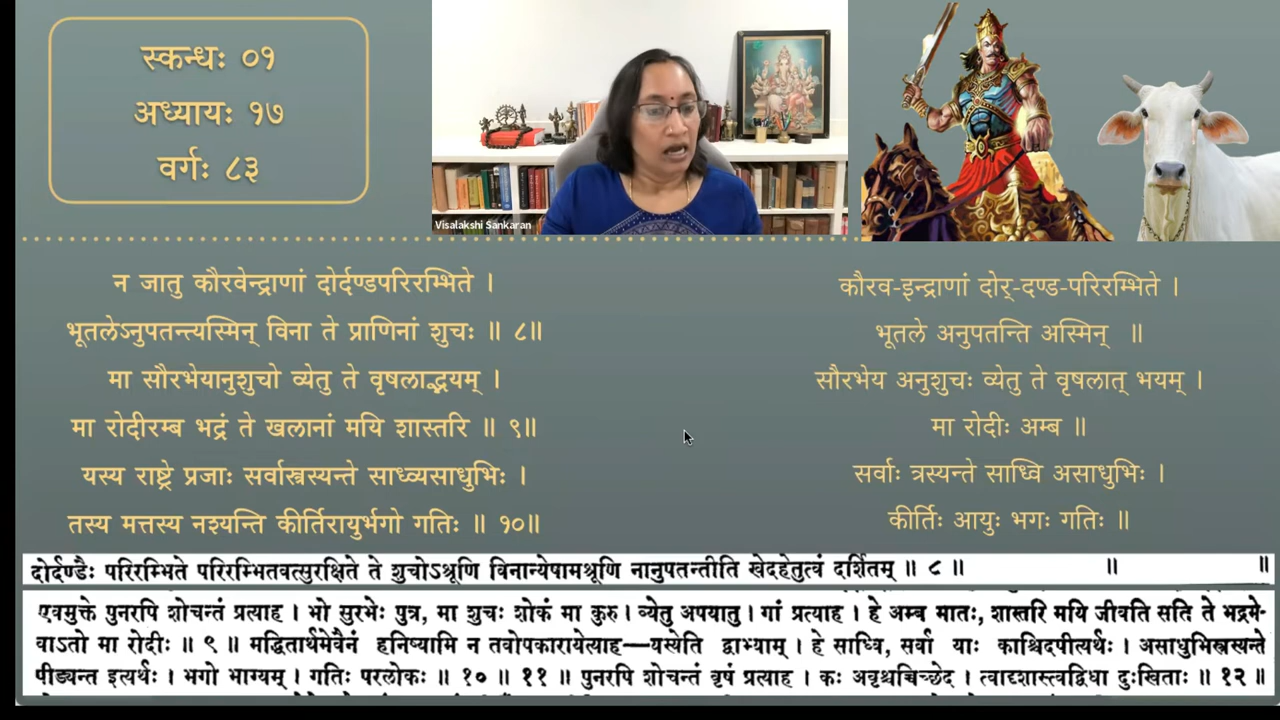 स्कन्धः ०१
अध्यायः १७
वर्गः ८३
Visalakshi Sankaran
न जातु कौरवेन्द्राणां दोर्दण्डपरिरम्भिते ।
भूतलेऽनुपतन्त्यस्मिन् विना ते प्राणिनां शुचः ॥ ८॥
मा सौरभेयानुशुचो व्येतु ते वृषलाद्भयम् ।
मा रोदीरम्ब भद्रं ते खलानां मयि शास्तरि ॥ ९॥
यस्य राष्ट्रे प्रजाः सर्वास्त्रस्यन्ते साध्व्यसाधुभिः ।
तस्य मत्तस्य नश्यन्ति कीर्तिरायुर्भगो गतिः ॥ १०॥
कौरव-इन्द्राणां दोर्-दण्ड-परिरम्भिते ।
भूतले अनुपतन्ति अस्मिन् ॥
सौरभेय अनुशुचः व्येतु ते वृषलात् भयम् ।
मा रोदीः अम्ब ॥
सर्वाः त्रस्यन्ते साध्वि असाधुभिः ।
कीर्तिः आयुः भगः गतिः ॥
दोर्दण्डैः परिरम्भिते परिरम्भितवत्सुरक्षिते ते शुचोऽश्रूणि विनान्येषामश्रूणि नानुपतन्तीति खेदहेतुत्वं दर्शितम् ॥ ८ ॥ ॥ ॥
एवमुक्ते पुनरपि शोचन्तं प्रत्याह । भो सुरभेः पुत्र, मा शुचः शोकं मा कुरु । व्येतु अपयातु । गां प्रत्याह । हे अम्ब मातः, शास्तरि मयि जीवति सति ते भद्रमे-
वाऽतो मा रोदीः ॥ ९ ॥ मद्धितार्थमेवैनं हनिष्यामि न तवोपकारायेत्याह—यस्येति द्वाभ्याम् । हे साध्वि, सर्वा याः काश्चिदपीत्यर्थः । असाधुभिस्त्रस्यन्ते
पीड्यन्त इत्यर्थः । भगो भाग्यम् । गतिः परलोकः ॥ १० ॥ ११ ॥ पुनरपि शोचन्तं वृषं प्रत्याह । कः अवृश्चच्चिच्छेद । त्वादृशास्त्वद्विधा दुःखिताः ॥ १२ ॥